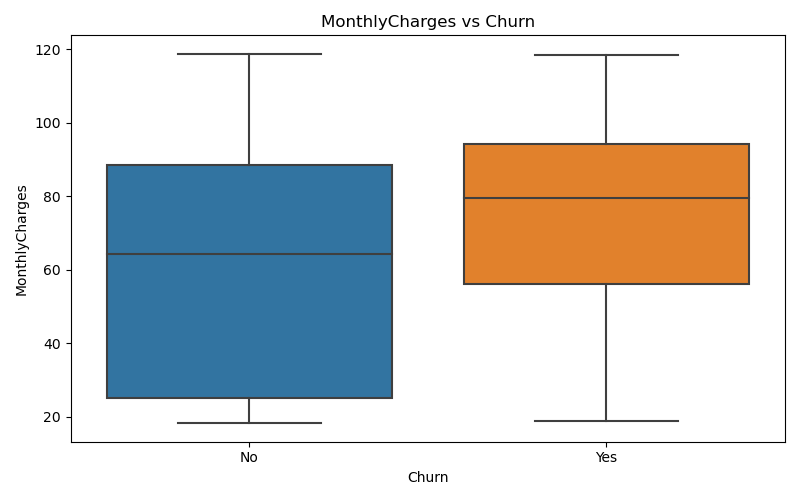 MonthlyCharges vs Churn
MonthlyCharges
120
100
80
60
40
20
No
Yes
Churn